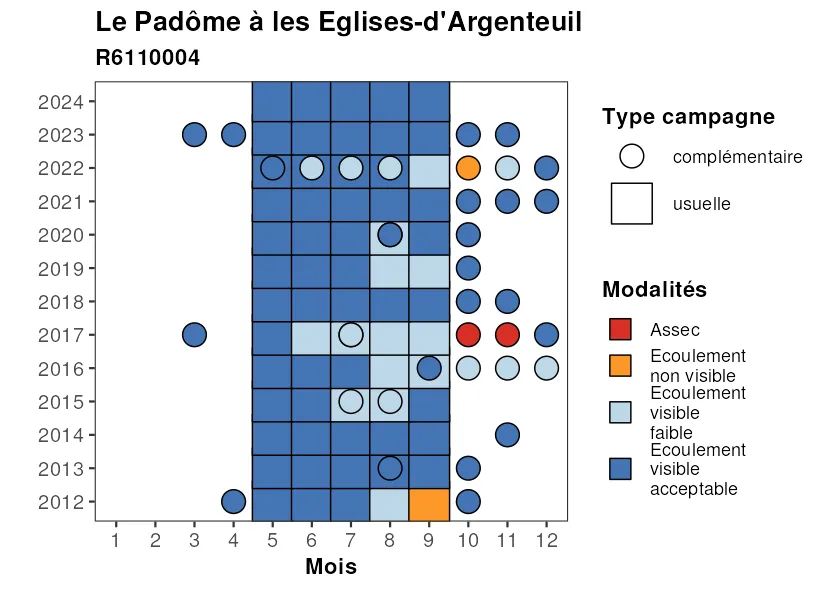 Le Padôme à les Eglises-d'Argenteuil
R6110004
2024
2023
2022
2021
2020
2019
2018
2017
2016
2015
2014
2013
2012
1 2 3 4 5 6 7 8 9 10 11 12
Mois
Type campagne
complémentaire
usuelle
Modalités
Assec
Ecoulement
non visible
Ecoulement
visible
faible
Ecoulement
visible
acceptable